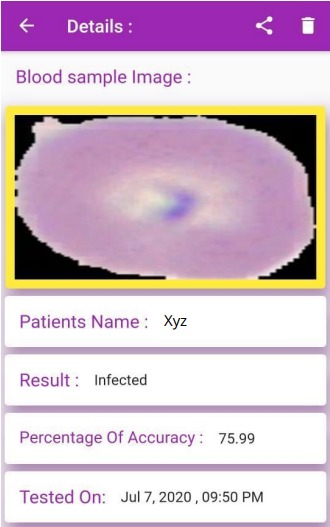 Details :
Blood sample Image :
Patients Name : Xyz
Result : Infected
Percentage Of Accuracy : 75.99
Tested On: Jul 7, 2020 , 09:50 PM